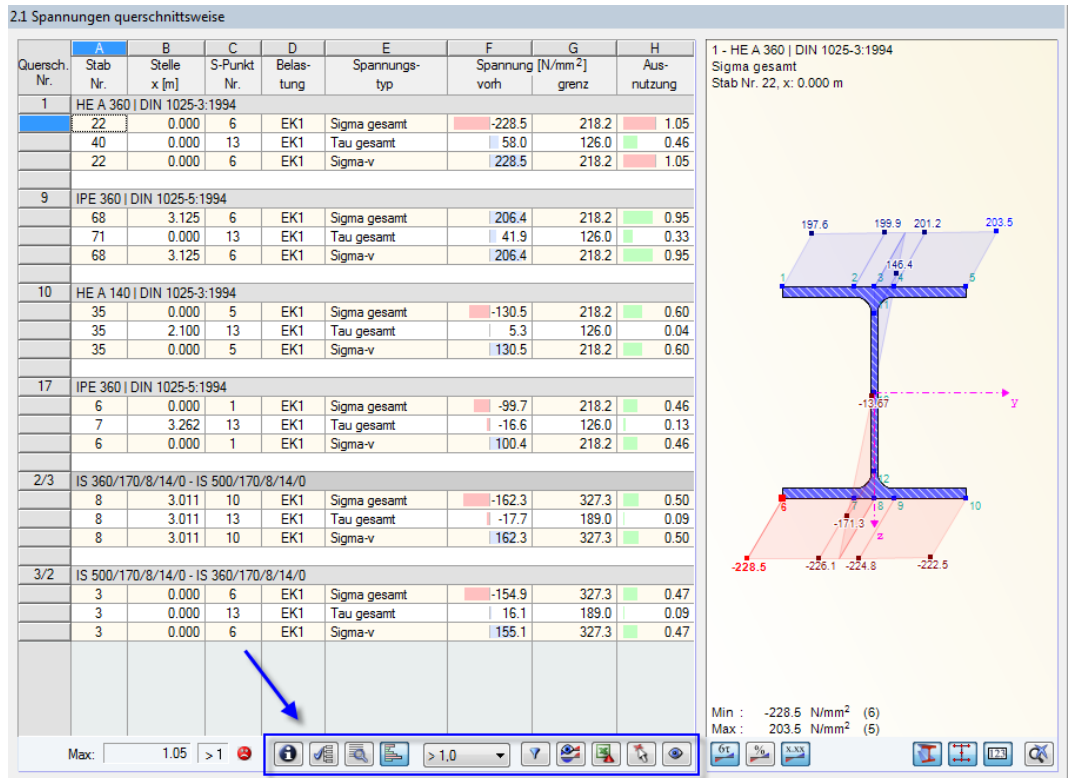 2.1 Spannungen querschnittsweise
A B C D E F G H
Quersch. Stab Stelle S-Punkt Belas- Spannungs- Spannung [N/mm²] Aus-
Nr. Nr. x [m] Nr. tung typ vorh grenz nutzung
1 HE A 360 | DIN 1025-3:1994
22 0.000 6 EK1 Sigma gesamt -228.5 218.2 1.05
40 0.000 13 EK1 Tau gesamt 58.0 126.0 0.46
22 0.000 6 EK1 Sigma-v 228.5 218.2 1.05
9 IPE 360 | DIN 1025-5:1994
68 3.125 6 EK1 Sigma gesamt 206.4 218.2 0.95
71 0.000 13 EK1 Tau gesamt 41.9 126.0 0.33
68 3.125 6 EK1 Sigma-v 206.4 218.2 0.95
10 HE A 140 | DIN 1025-3:1994
35 0.000 5 EK1 Sigma gesamt -130.5 218.2 0.60
35 2.100 13 EK1 Tau gesamt 5.3 126.0 0.04
35 0.000 5 EK1 Sigma-v 130.5 218.2 0.60
17 IPE 360 | DIN 1025-5:1994
6 0.000 1 EK1 Sigma gesamt -99.7 218.2 0.46
7 3.262 13 EK1 Tau gesamt -16.6 126.0 0.13
6 0.000 1 EK1 Sigma-v 100.4 218.2 0.46
2/3 IS 360/170/8/14/0 - IS 500/170/8/14/0
8 3.011 10 EK1 Sigma gesamt -162.3 327.3 0.50
8 3.011 13 EK1 Tau gesamt -17.7 189.0 0.09
8 3.011 10 EK1 Sigma-v 162.3 327.3 0.50
3/2 IS 500/170/8/14/0 - IS 360/170/8/14/0
3 0.000 6 EK1 Sigma gesamt -154.9 327.3 0.47
3 0.000 13 EK1 Tau gesamt 16.1 189.0 0.09
3 0.000 6 EK1 Sigma-v 155.1 327.3 0.47
Max: 1.05 > 1
> 1,0
1 - HE A 360 | DIN 1025-3:1994
Sigma gesamt
Stab Nr. 22, x: 0.000 m
197.6 199.9 201.2 203.5
146.4
1 2 3 4 5
-13.67
y
12
6 7 8 9 10
-171.3
z
-228.5 -226.1 -224.8 -222.5
Min : -228.5 N/mm² (6)
Max : 203.5 N/mm² (5)
6τ % x.xx 123